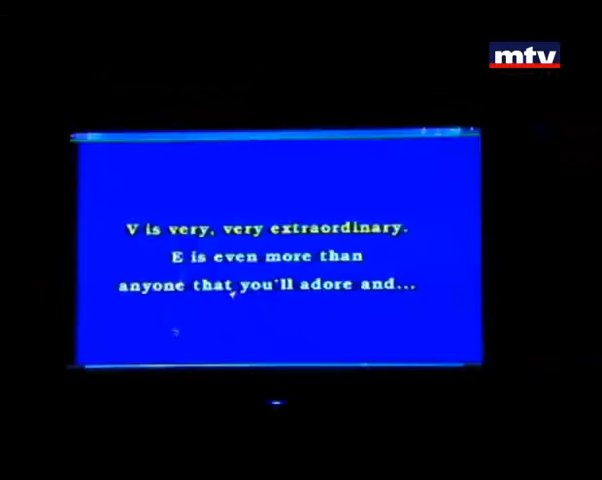 mtv
V is very, very extraordinary.
E is even more than
anyone that you'll adore and...